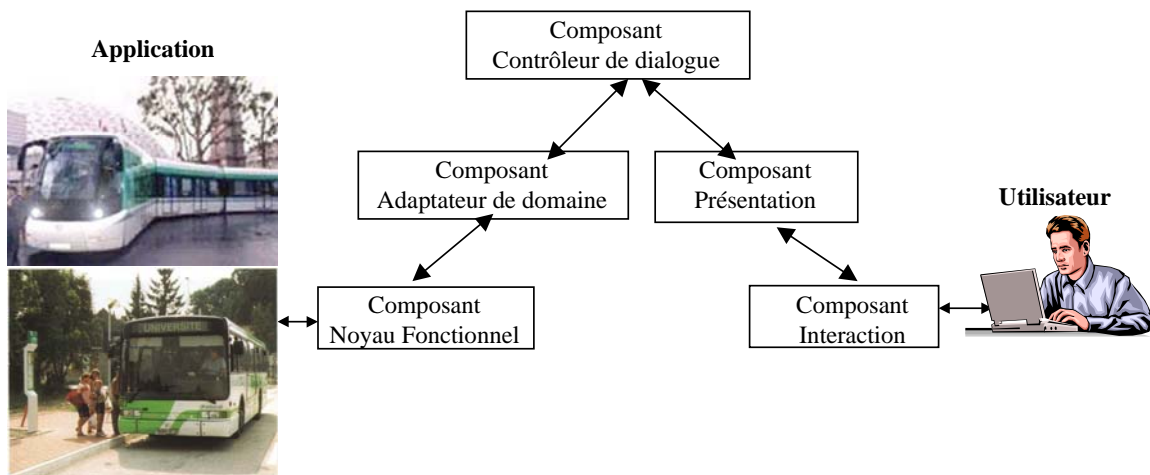 Application
Composant
Contrôleur de dialogue
Composant
Adaptateur de domaine
Composant
Présentation
Utilisateur
Composant
Noyau Fonctionnel
Composant
Interaction
UNIVERSITE